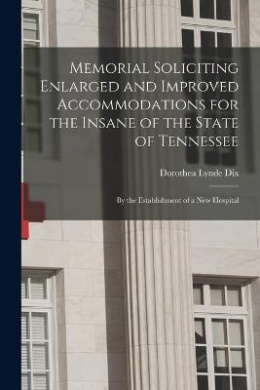 Memorial Soliciting
Enlarged and Improved
Accommodations for the
Insane of the State
of Tennessee
Dorothea Lynde Dix
By the Establishment of a New Hospital